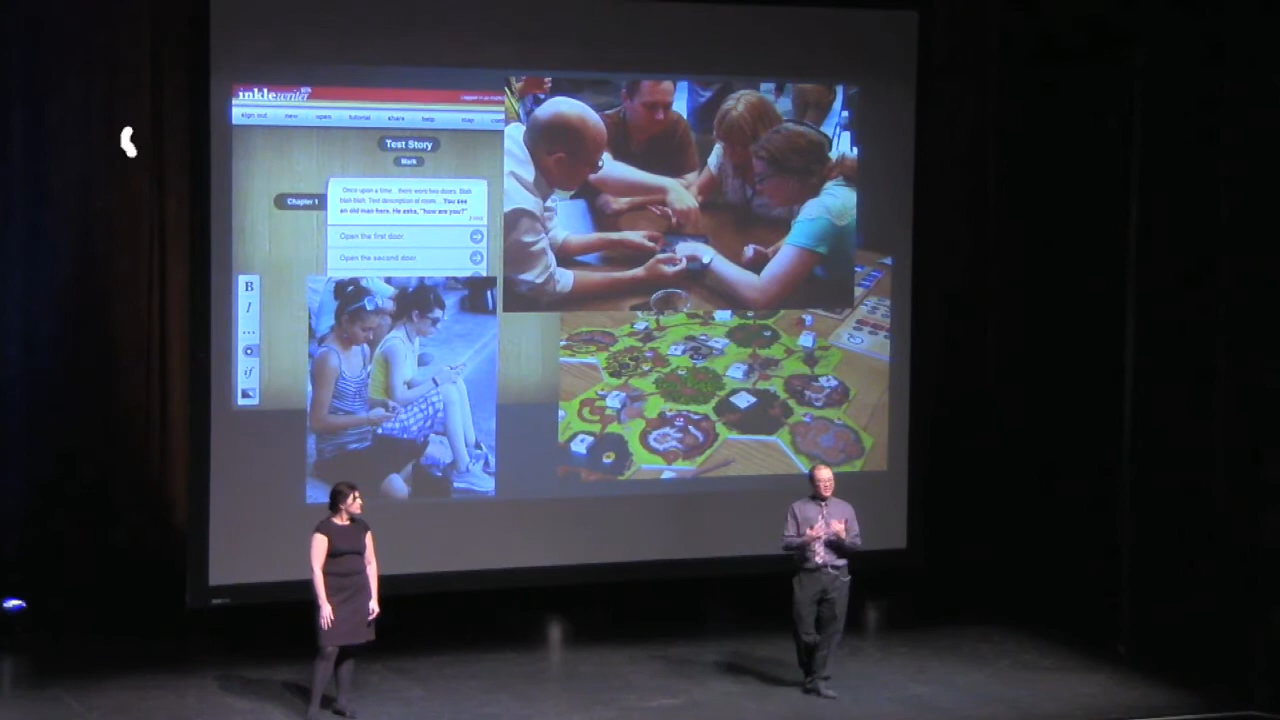 inklewriter
sign out new open tutorial share help map
Test Story
Mark
Chapter 1
Once upon a time, there were two doors. Blah
blah blah. Text description of room... You see
an old man here. He asks, "how are you?"
Open the first door.
Open the second door.
B
I
...
if